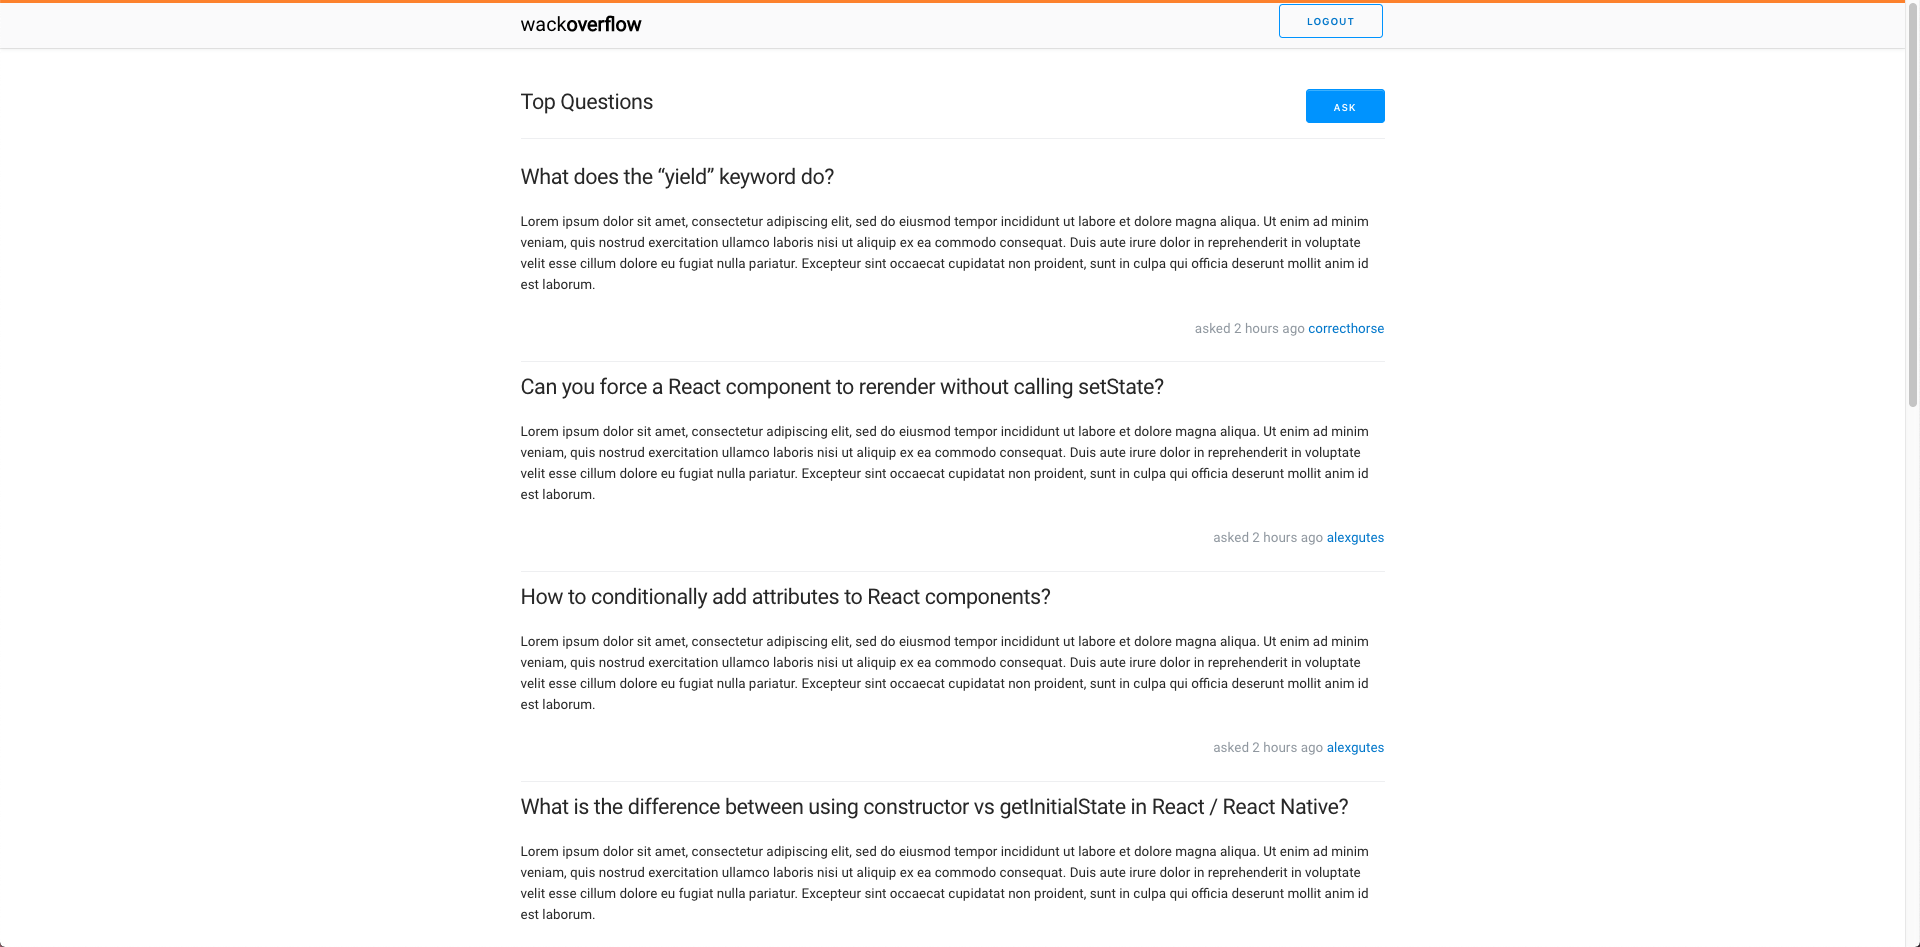 wackoverflow
LOGOUT
Top Questions
ASK
What does the “yield” keyword do?
Lorem ipsum dolor sit amet, consectetur adipiscing elit, sed do eiusmod tempor incididunt ut labore et dolore magna aliqua. Ut enim ad minim
veniam, quis nostrud exercitation ullamco laboris nisi ut aliquip ex ea commodo consequat. Duis aute irure dolor in reprehenderit in voluptate
velit esse cillum dolore eu fugiat nulla pariatur. Excepteur sint occaecat cupidatat non proident, sunt in culpa qui officia deserunt mollit anim id
est laborum.
asked 2 hours ago correcthorse
Can you force a React component to rerender without calling setState?
Lorem ipsum dolor sit amet, consectetur adipiscing elit, sed do eiusmod tempor incididunt ut labore et dolore magna aliqua. Ut enim ad minim
veniam, quis nostrud exercitation ullamco laboris nisi ut aliquip ex ea commodo consequat. Duis aute irure dolor in reprehenderit in voluptate
velit esse cillum dolore eu fugiat nulla pariatur. Excepteur sint occaecat cupidatat non proident, sunt in culpa qui officia deserunt mollit anim id
est laborum.
asked 2 hours ago alexgutes
How to conditionally add attributes to React components?
Lorem ipsum dolor sit amet, consectetur adipiscing elit, sed do eiusmod tempor incididunt ut labore et dolore magna aliqua. Ut enim ad minim
veniam, quis nostrud exercitation ullamco laboris nisi ut aliquip ex ea commodo consequat. Duis aute irure dolor in reprehenderit in voluptate
velit esse cillum dolore eu fugiat nulla pariatur. Excepteur sint occaecat cupidatat non proident, sunt in culpa qui officia deserunt mollit anim id
est laborum.
asked 2 hours ago alexgutes
What is the difference between using constructor vs getInitialState in React / React Native?
Lorem ipsum dolor sit amet, consectetur adipiscing elit, sed do eiusmod tempor incididunt ut labore et dolore magna aliqua. Ut enim ad minim
veniam, quis nostrud exercitation ullamco laboris nisi ut aliquip ex ea commodo consequat. Duis aute irure dolor in reprehenderit in voluptate
velit esse cillum dolore eu fugiat nulla pariatur. Excepteur sint occaecat cupidatat non proident, sunt in culpa qui officia deserunt mollit anim id
est laborum.